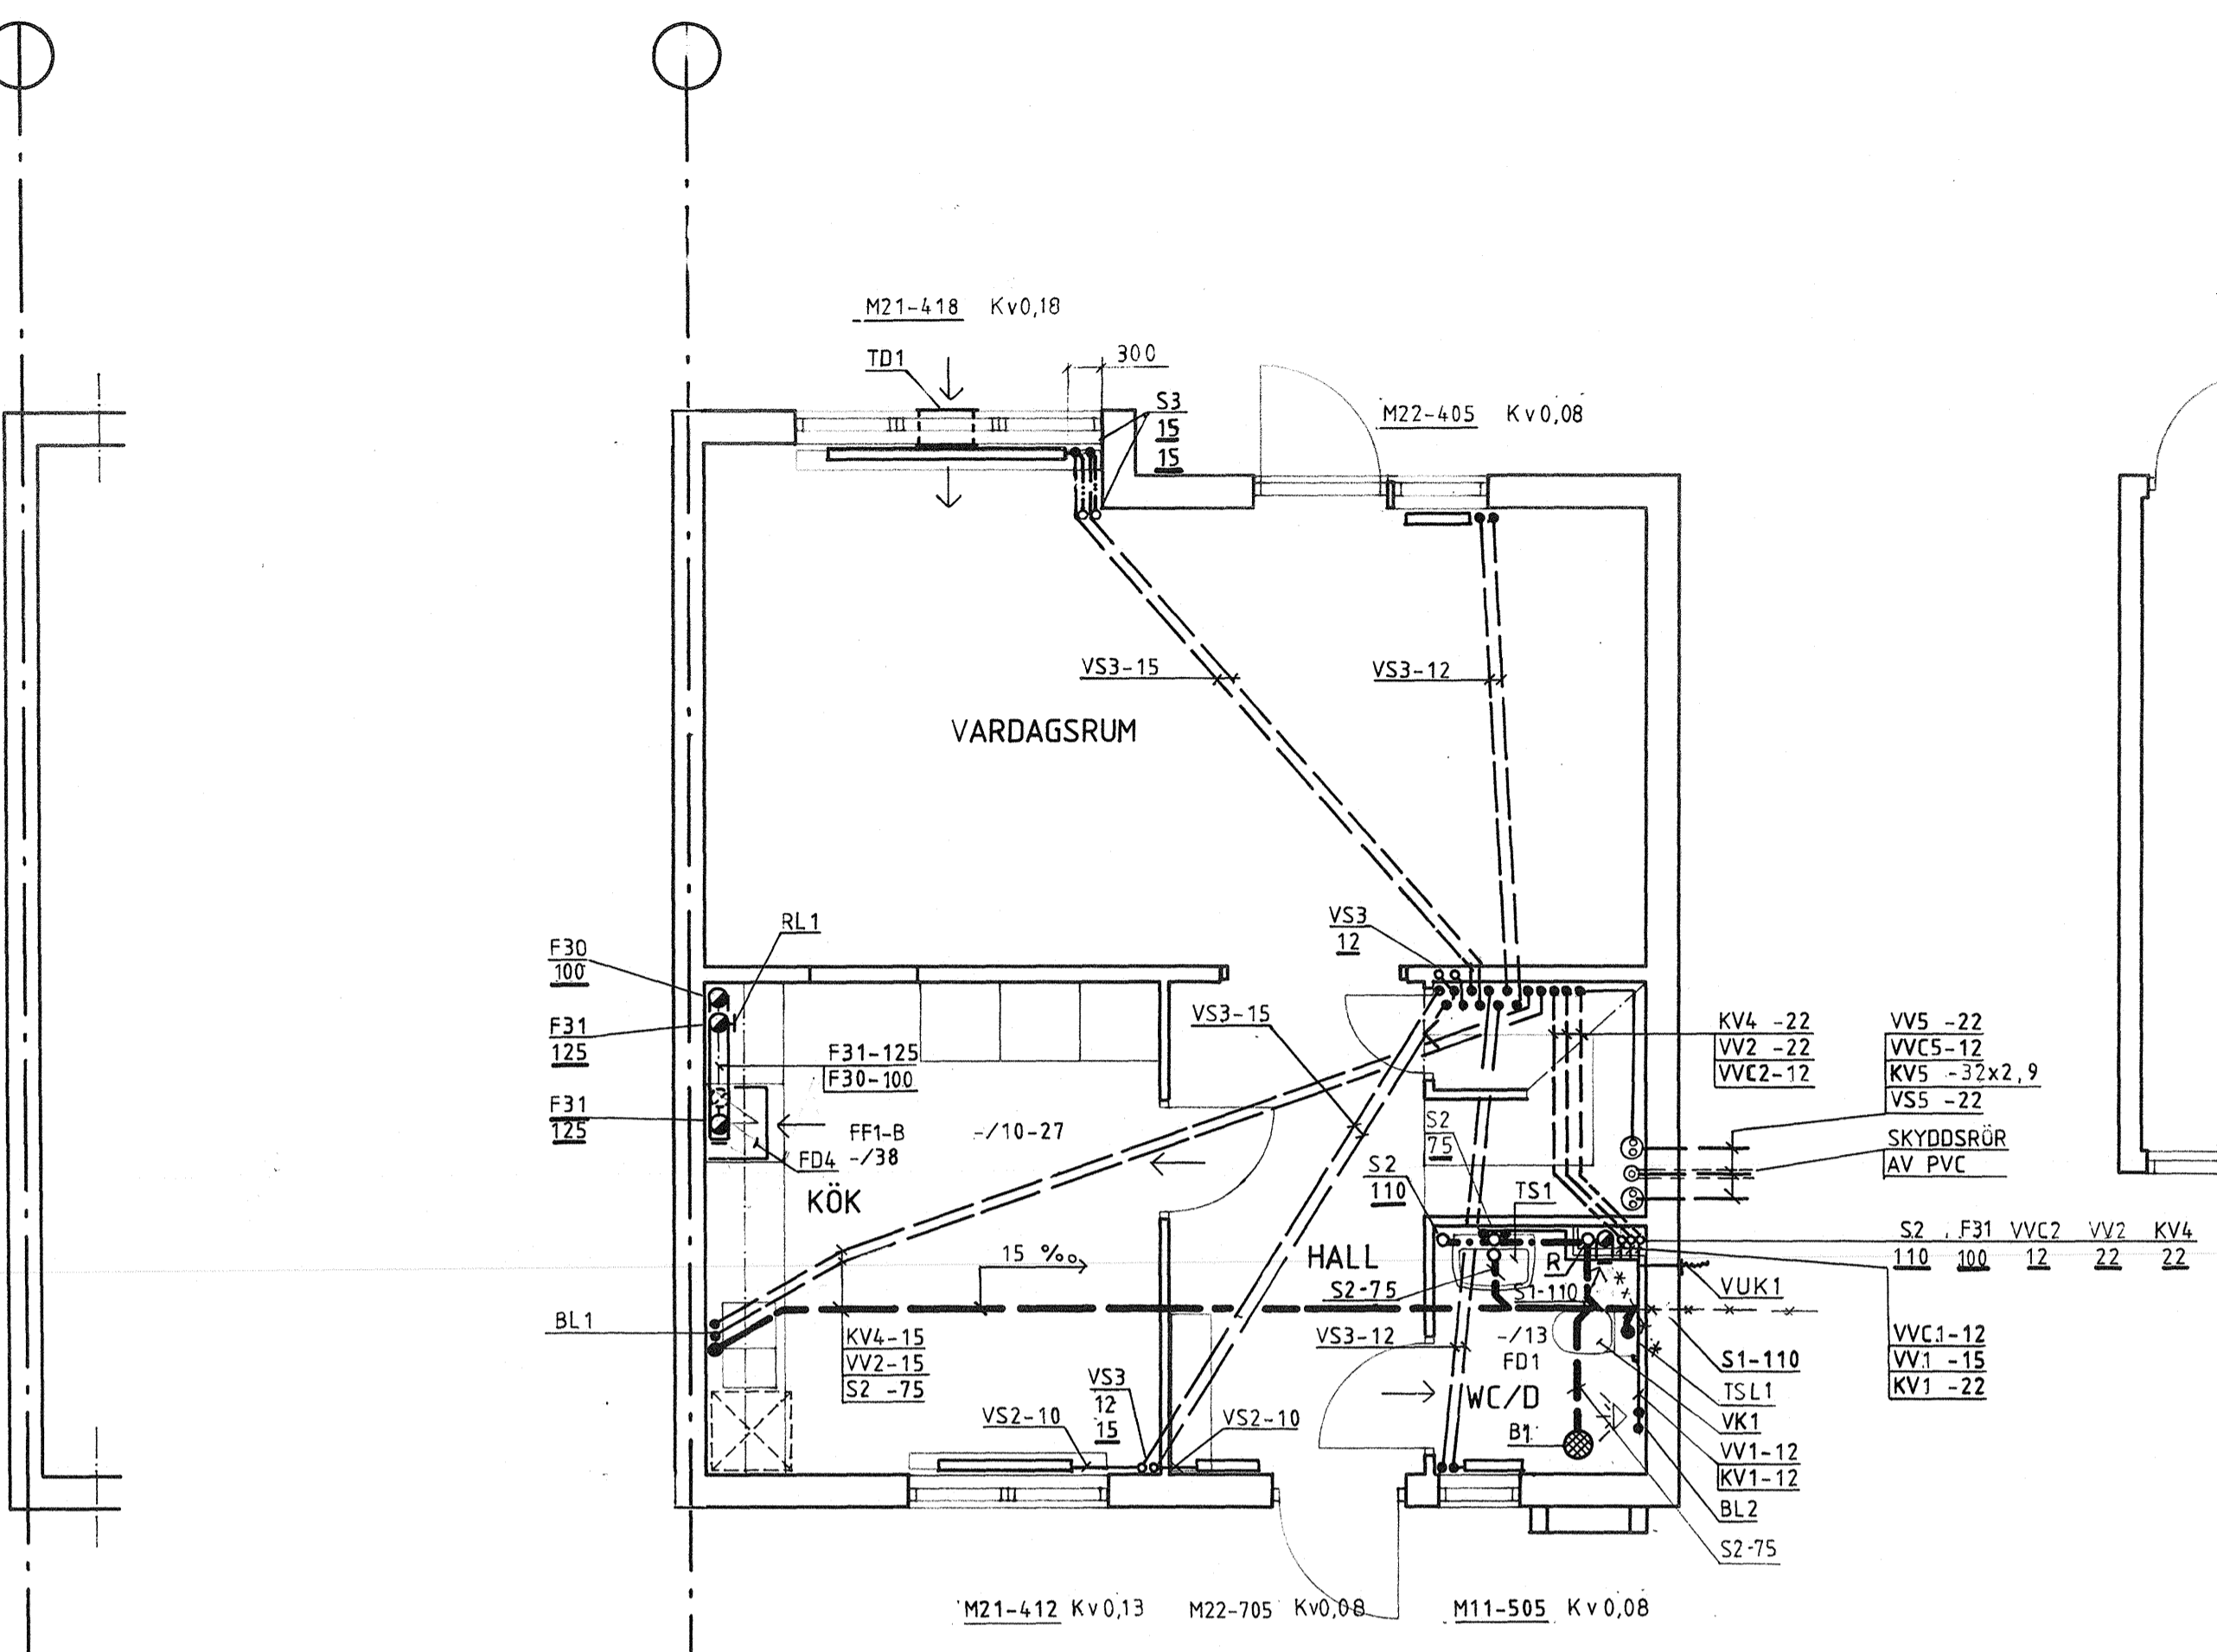 M21-418 Kv0,18
TD1
300
S3
15
15
M22-405 Kv0,08
VS3-15
VS3-12
VARDAGSRUM
VS3
12
RL1
F30
100
F31
125
F31-125
F30-100
F31
125
FF1-B
-/10-27
FD4 -/38
KÖK
VS3-15
S2
75
S2
110
TS1
KV4 -22
VV2 -22
VVC2-12
VV5 -22
VVC5-12
KV5 -32x2,9
VS5 -22
SKYDDSRÖR
AV PVC
S2 F31 VVC2 VV2 KV4
110 100 12 22 22
15 ‰
HALL
R
S2-75
S1-110
VUK1
BL1
KV4-15
VV2-15
S2 -75
VS3-12
-/13
FD1
WC/D
B1
VVC1-12
VV1 -15
KV1 -22
S1-110
TSL1
VK1
VV1-12
KV1-12
BL2
S2-75
VS3
12
15
VS2-10
VS2-10
M21-412 Kv0,13
M22-705 Kv0,08
M11-505 Kv0,08